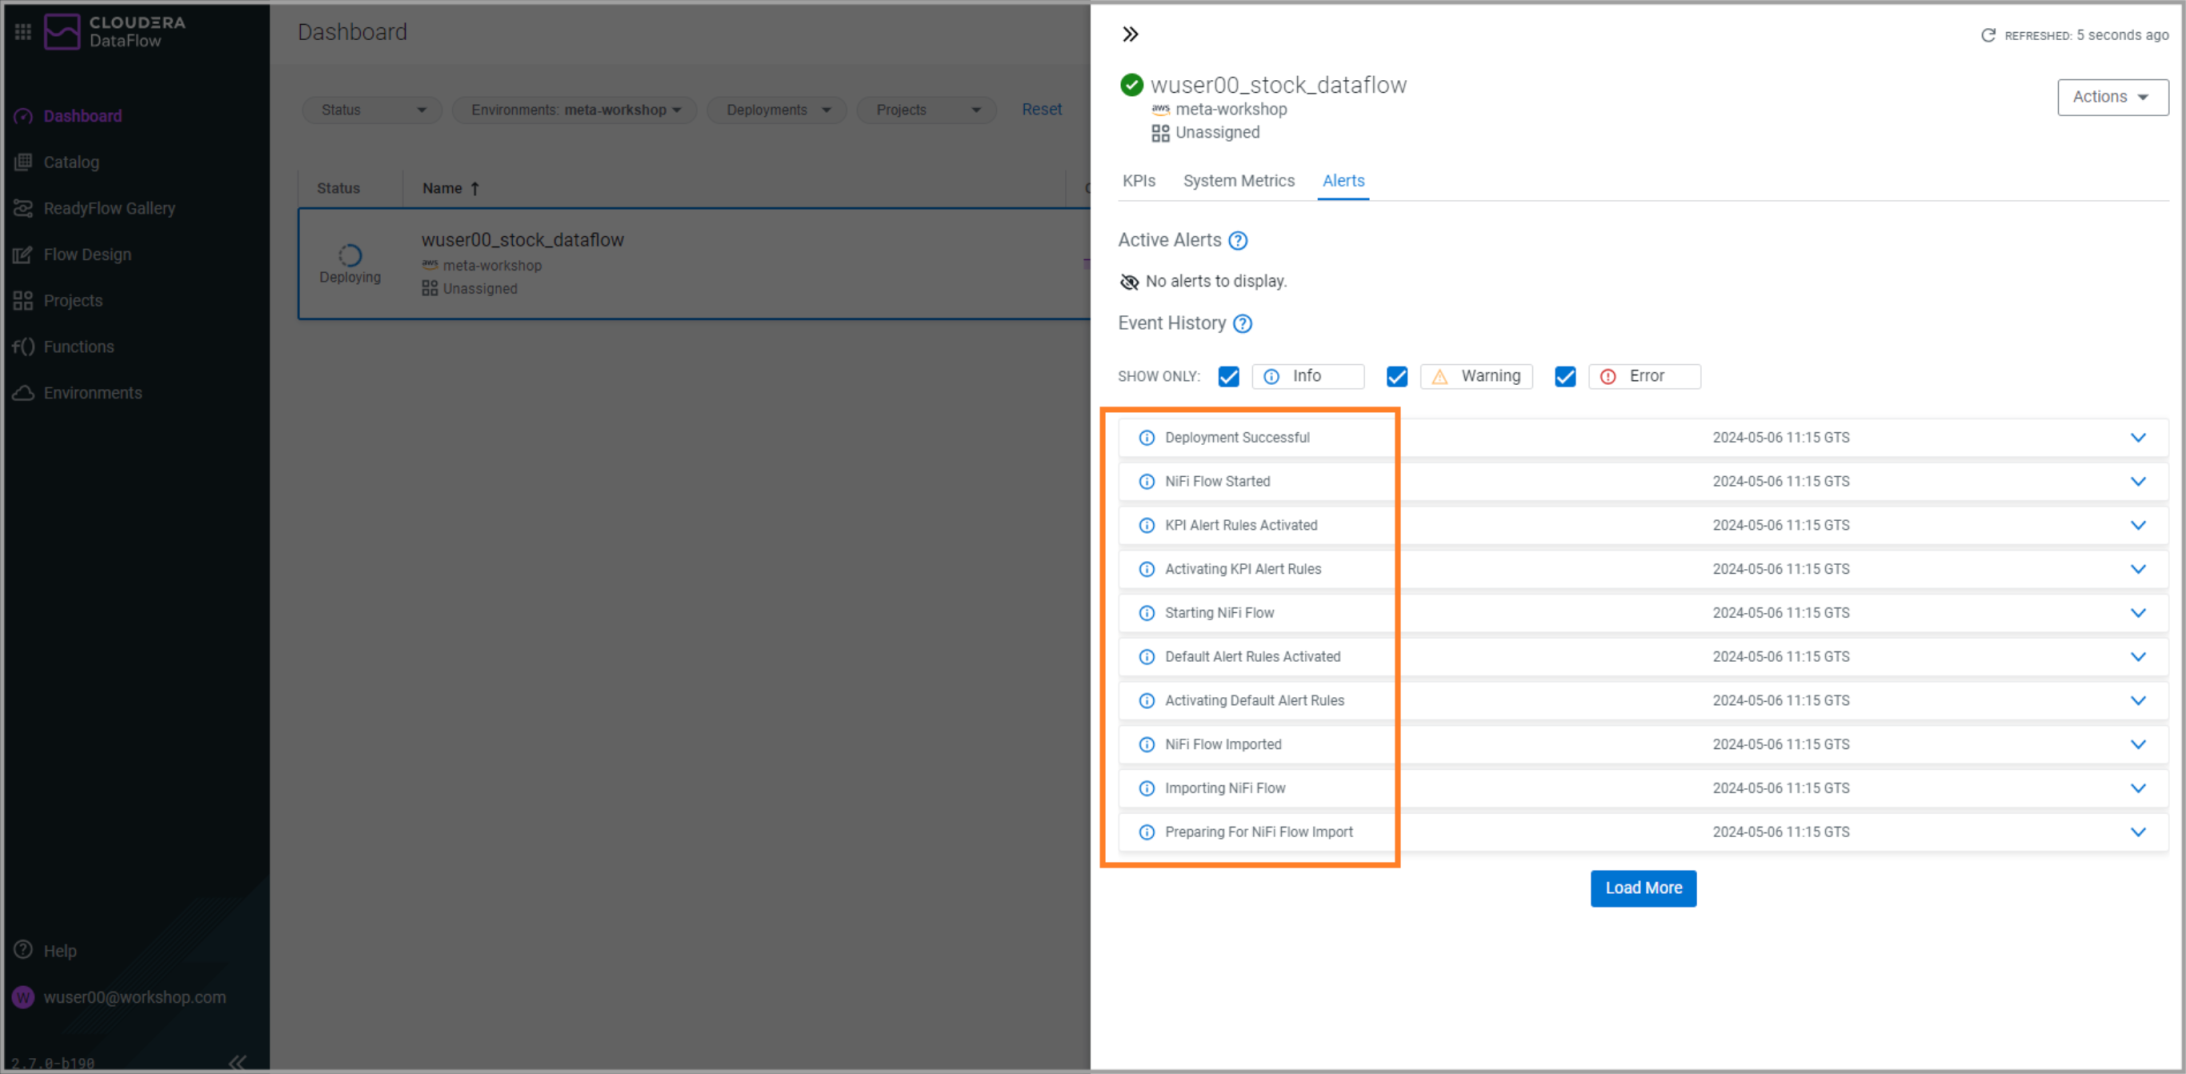 CLOUDERA
DataFlow
Dashboard
Catalog
ReadyFlow Gallery
Flow Design
Projects
f() Functions
Environments
Help
W wuser00@workshop.com
2.7.0-b190
Dashboard
Status
Environments: meta-workshop
Deployments
Projects
Reset
Status
Name
Deploying
wuser00_stock_dataflow
aws meta-workshop
Unassigned
REFRESHED: 5 seconds ago
wuser00_stock_dataflow
aws meta-workshop
Unassigned
Actions
KPIs
System Metrics
Alerts
Active Alerts
No alerts to display.
Event History
SHOW ONLY:
Info
Warning
Error
Deployment Successful 2024-05-06 11:15 GTS
NiFi Flow Started 2024-05-06 11:15 GTS
KPI Alert Rules Activated 2024-05-06 11:15 GTS
Activating KPI Alert Rules 2024-05-06 11:15 GTS
Starting NiFi Flow 2024-05-06 11:15 GTS
Default Alert Rules Activated 2024-05-06 11:15 GTS
Activating Default Alert Rules 2024-05-06 11:15 GTS
NiFi Flow Imported 2024-05-06 11:15 GTS
Importing NiFi Flow 2024-05-06 11:15 GTS
Preparing For NiFi Flow Import 2024-05-06 11:15 GTS
Load More